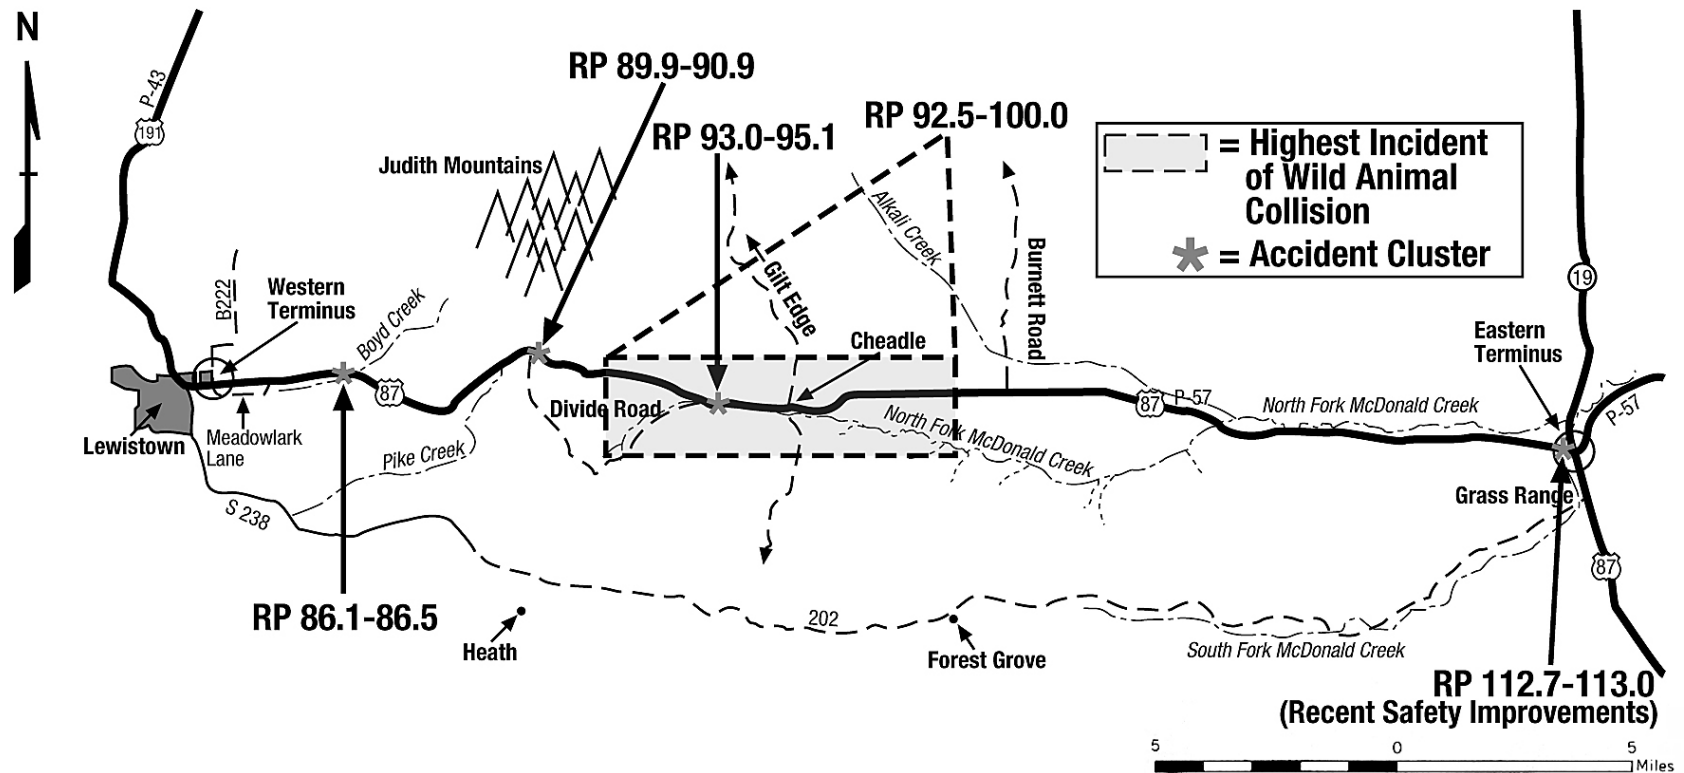 N
P-43
191
RP 89.9-90.9
RP 93.0-95.1
RP 92.5-100.0
= Highest Incident
of Wild Animal
Collision
= Accident Cluster
Judith Mountains
Alkali Creek
Burnett Road
Gilt Edge
19
B222
Western
Terminus
Boyd Creek
Cheadle
Eastern
Terminus
87
Divide Road
87
P-57
North Fork McDonald Creek
P-57
North Fork McDonald Creek
Lewistown
Meadowlark
Lane
Pike Creek
Grass Range
S 238
87
RP 86.1-86.5
202
Heath
Forest Grove
South Fork McDonald Creek
RP 112.7-113.0
(Recent Safety Improvements)
5
0
5
Miles